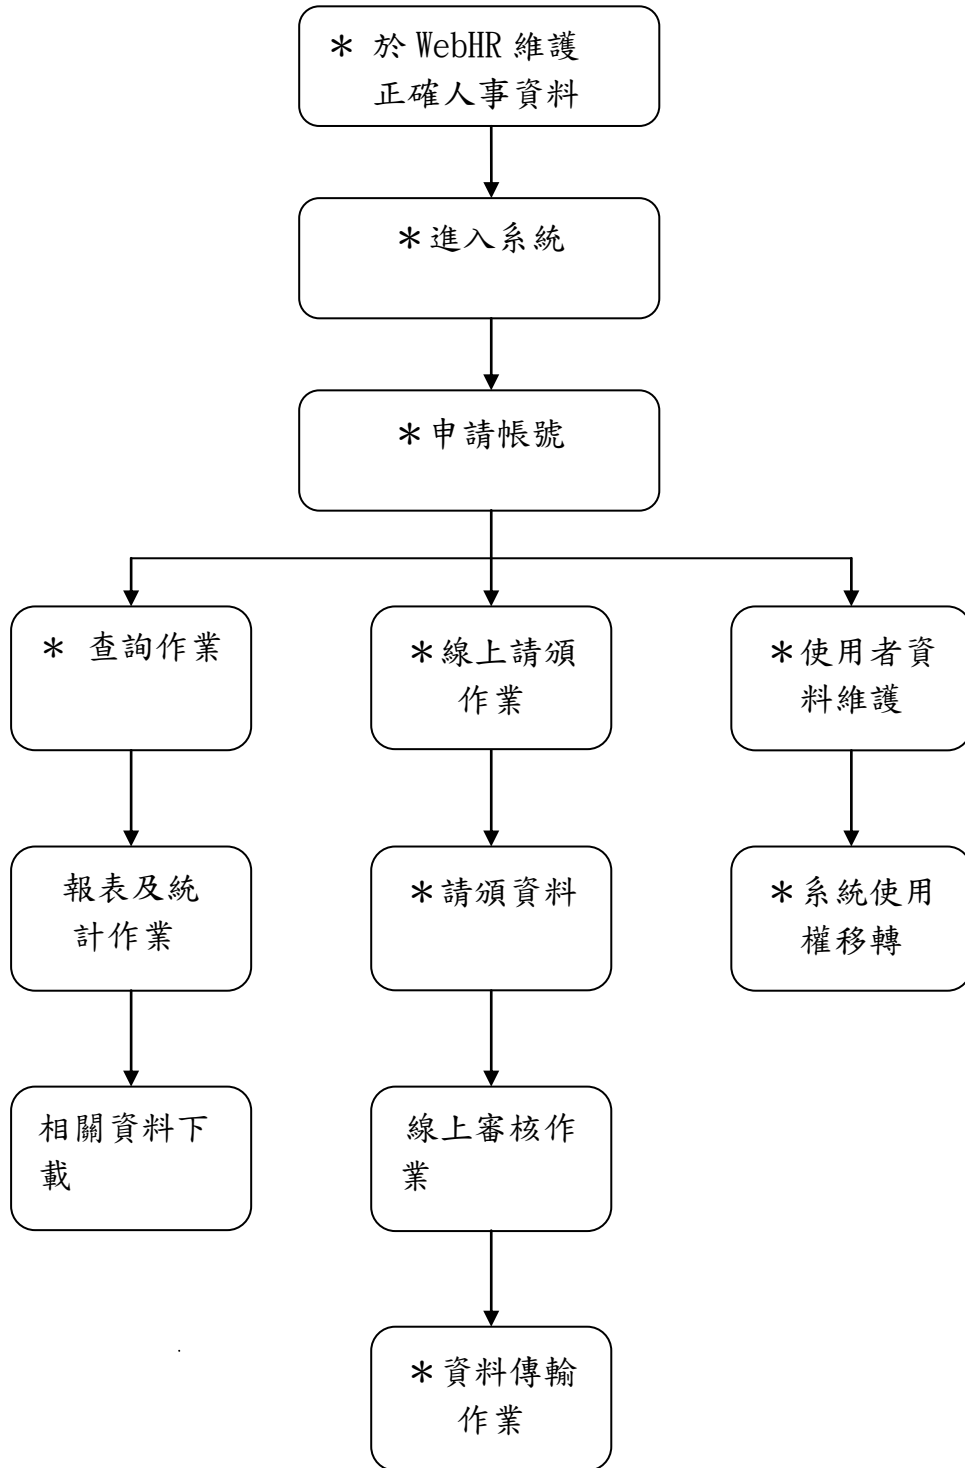 ＊ 於 WebHR 維護
正確人事資料
＊進入系統
＊申請帳號
＊ 查詢作業
＊線上請頒
作業
＊使用者資
料維護
報表及統
計作業
＊請頒資料
＊系統使用
權移轉
相關資料下
載
線上審核作
業
＊資料傳輸
作業